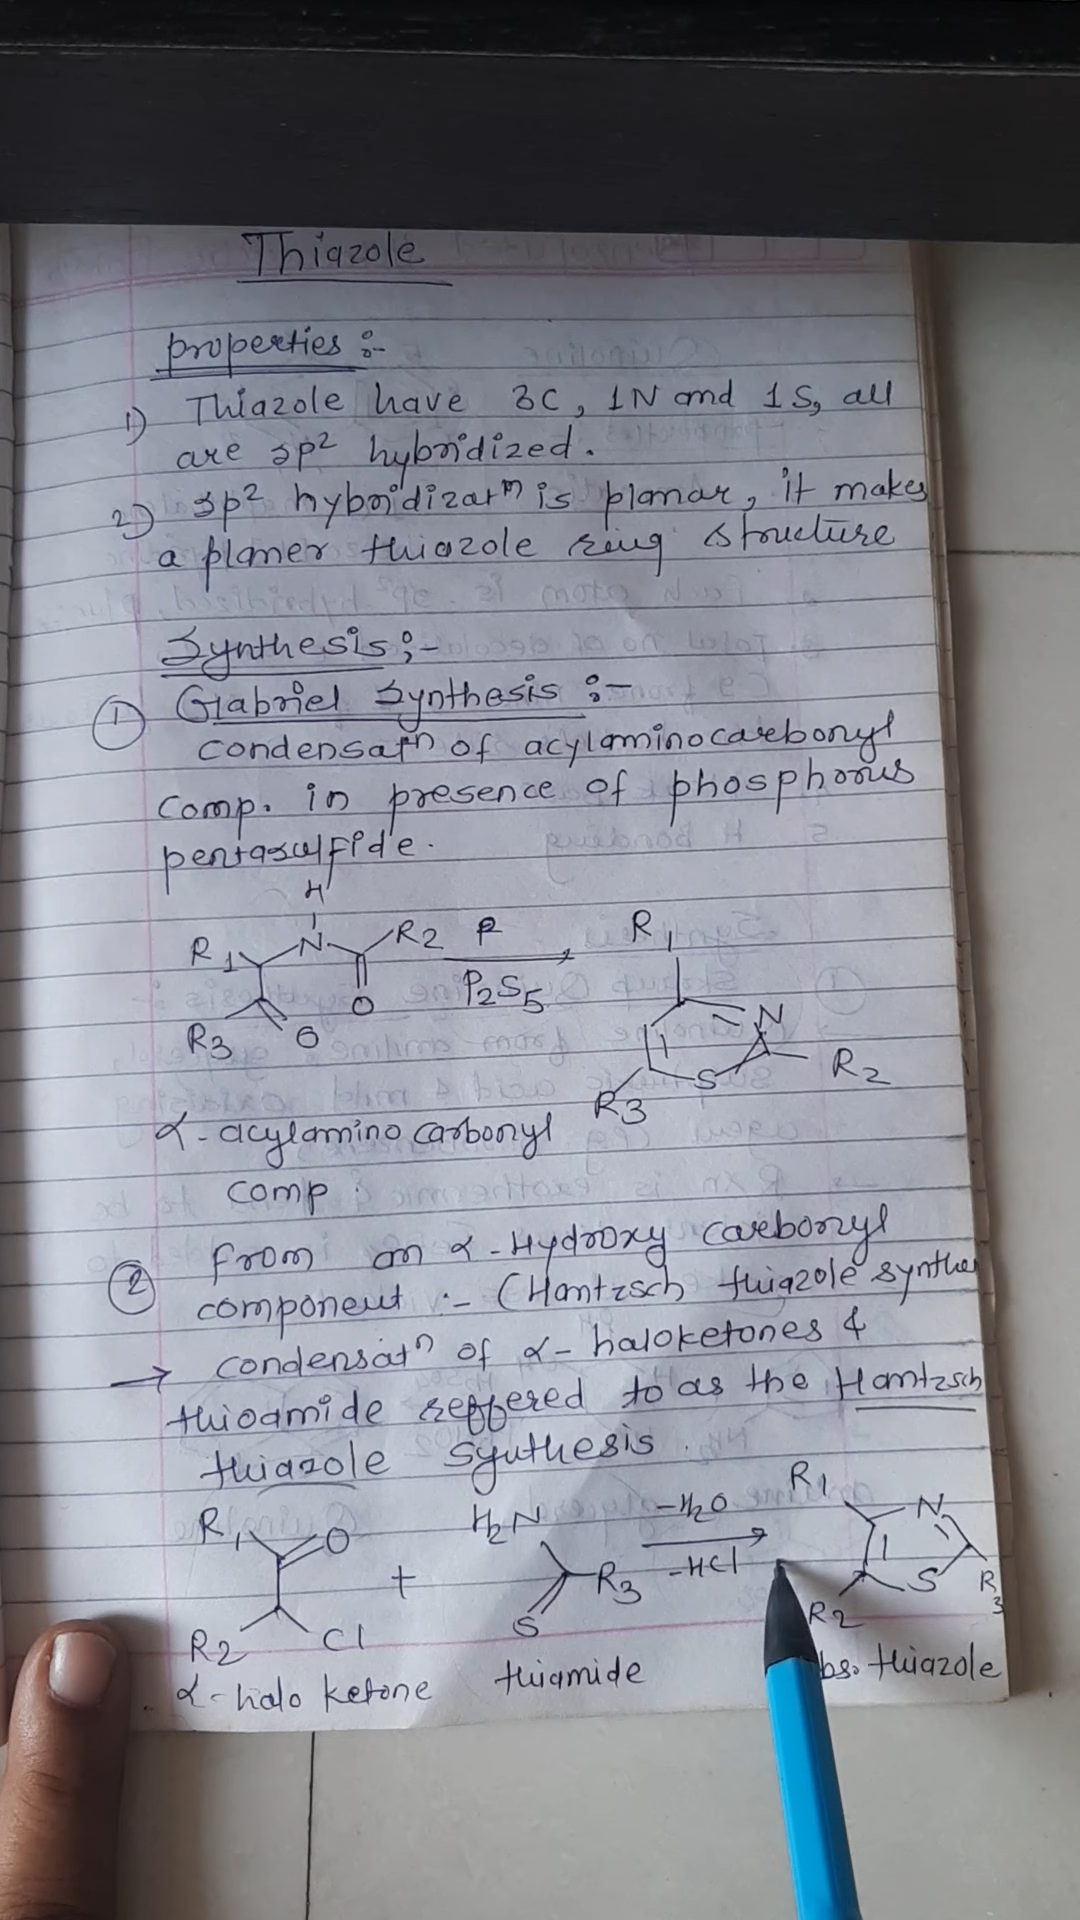 Thiazole
properties :-
1) Thiazole have 3C, 1N and 1S, all
are sp² hybridized.
2) sp² hybridizatⁿ is planar, it makes
a planer thiazole ring structure
Synthesis :-
① Gabriel Synthesis :-
condensatⁿ of acylaminocarbonyl
comp. in presence of phosphorus
pentasulfide.
H
R1 N R2 P R1
P2S5 N
R3 O O S R2
R3
α-acylamino carbonyl
comp.
② from an α-Hydroxy carbonyl
component :- (Hantzsch thiazole synthe
→ condensatⁿ of α-haloketones &
thioamide reffered to as the Hantzsch
thiazole synthesis.
R1 O H2N -H2O R1 N
+ R3 -HCl S R3
R2 Cl S R2
α-halo ketone thiamide bs. thiazole